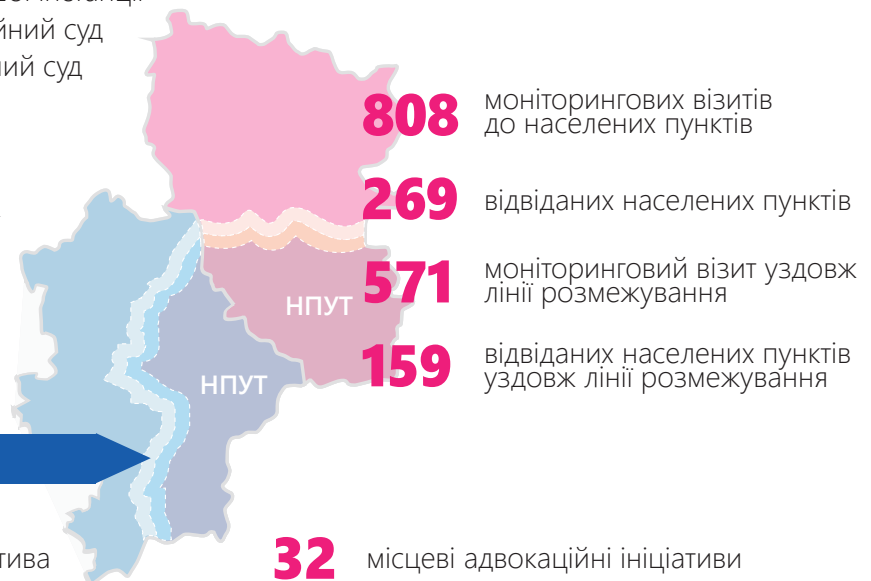 йний суд
ний суд
808 моніторингових візитів
до населених пунктів
269 відвіданих населених пунктів
571 моніторинговий візит уздовж
лінії розмежування
НПУТ
159 відвіданих населених пунктів
уздовж лінії розмежування
НПУТ
тива
32 місцеві адвокаційні ініціативи